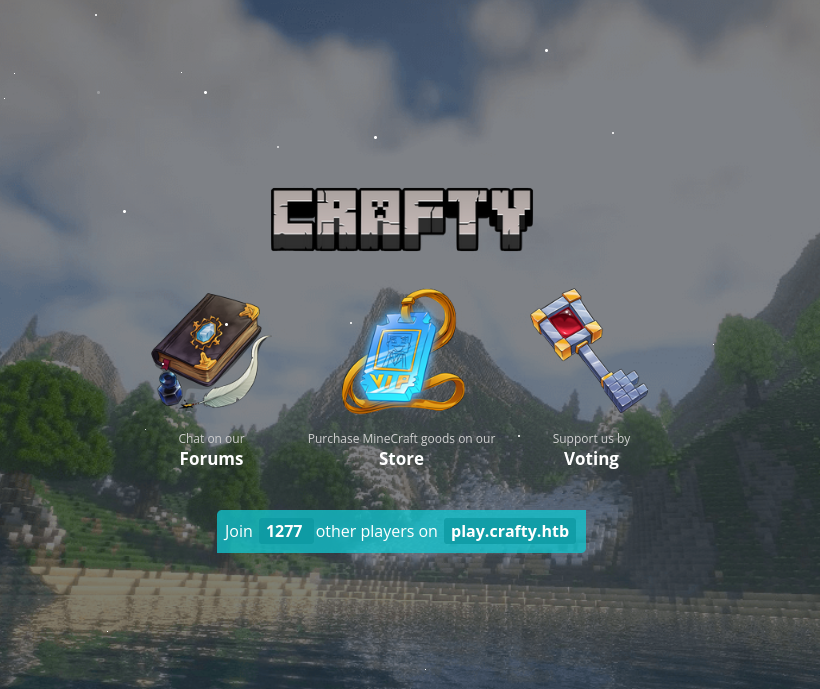 CRAFTY
VIP
Chat on our
Forums
Purchase MineCraft goods on our
Store
Support us by
Voting
Join 1277 other players on play.crafty.htb